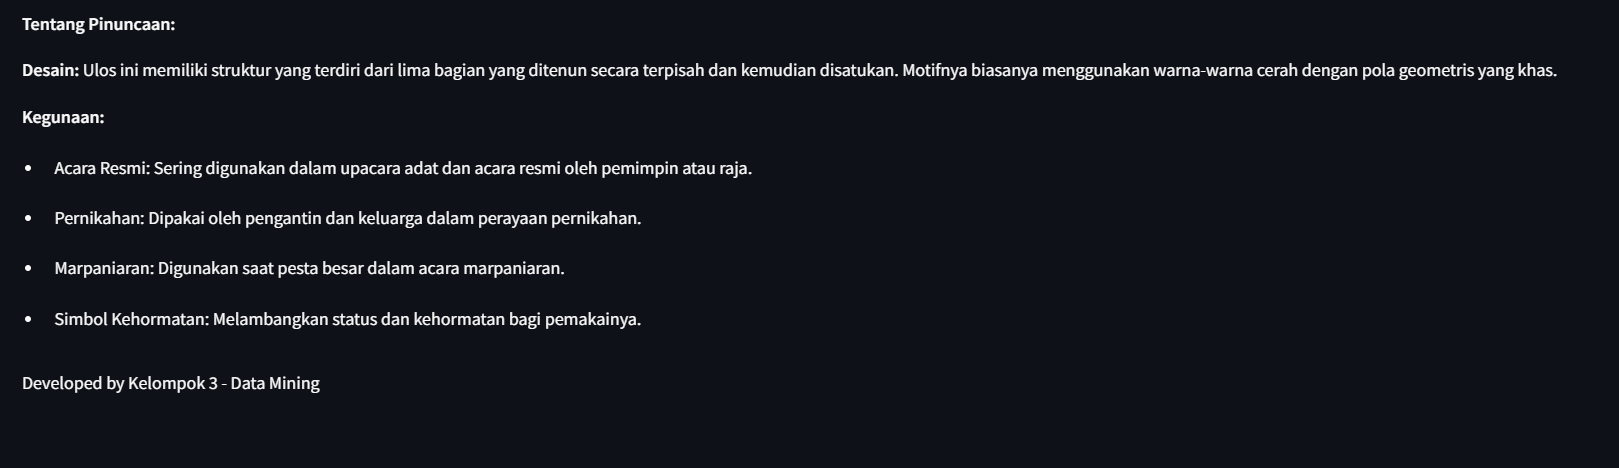 Tentang Pinuncaan:
Desain: Ulos ini memiliki struktur yang terdiri dari lima bagian yang ditenun secara terpisah dan kemudian disatukan. Motifnya biasanya menggunakan warna-warna cerah dengan pola geometris yang khas.
Kegunaan:
• Acara Resmi: Sering digunakan dalam upacara adat dan acara resmi oleh pemimpin atau raja.
• Pernikahan: Dipakai oleh pengantin dan keluarga dalam perayaan pernikahan.
• Marpaniaran: Digunakan saat pesta besar dalam acara marpaniaran.
• Simbol Kehormatan: Melambangkan status dan kehormatan bagi pemakainya.
Developed by Kelompok 3 - Data Mining